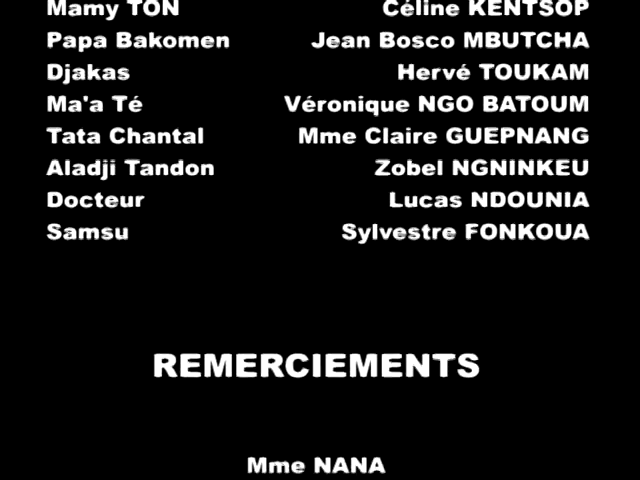 Mamy TON Céline KENTSOP
Papa Bakomen Jean Bosco MBUTCHA
Djakas Hervé TOUKAM
Ma'a Té Véronique NGO BATOUM
Tata Chantal Mme Claire GUEPNANG
Aladji Tandon Zobel NGNINKEU
Docteur Lucas NDOUNIA
Samsu Sylvestre FONKOUA
REMERCIEMENTS
Mme NANA